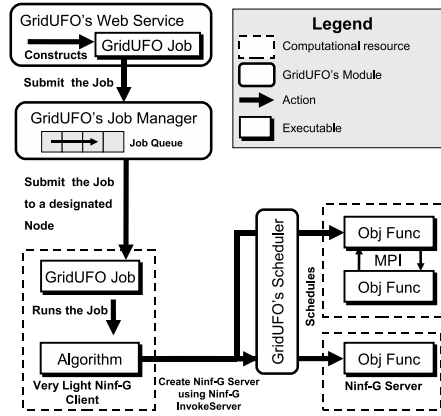 GridUFO's Web Service
GridUFO Job
Constructs
Submit the Job
GridUFO's Job Manager
Job Queue
Submit the Job
to a designated
Node
GridUFO Job
Runs the Job
Algorithm
Very Light Ninf-G
Client
Create Ninf-G Server
using Ninf-G
InvokeServer
GridUFO's Scheduler
Schedules
Obj Func
MPI
Obj Func
Obj Func
Ninf-G Server
Legend
Computational resource
GridUFO's Module
Action
Executable